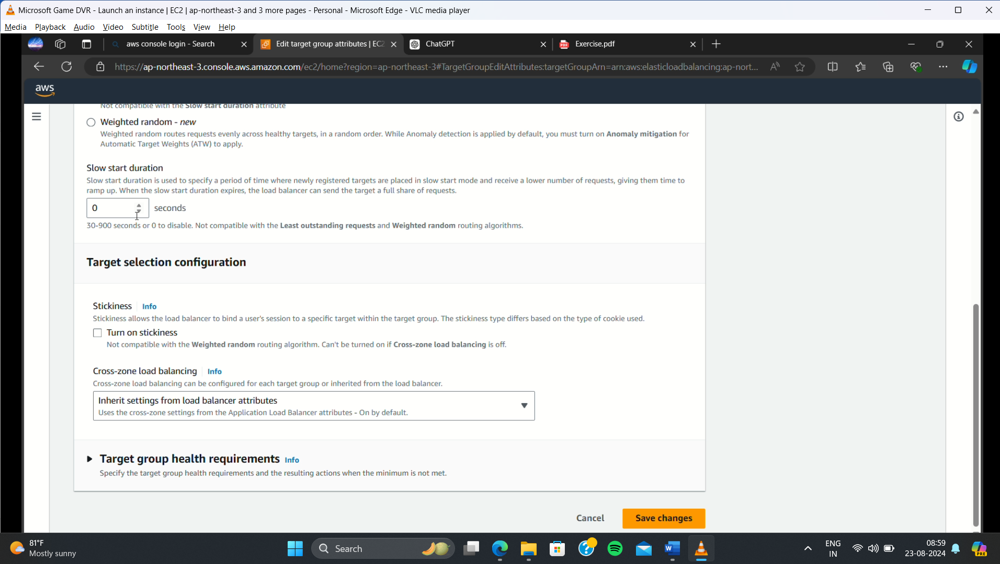 Microsoft Game DVR - Launch an instance | EC2 | ap-northeast-3 and 3 more pages - Personal - Microsoft Edge - VLC media player
Media Playback Audio Video Subtitle Tools View Help
aws console login - Search
Edit target group attributes | EC2
ChatGPT
PDF
Exercise.pdf
https://ap-northeast-3.console.aws.amazon.com/ec2/home?region=ap-northeast-3#TargetGroupEditAttributes:targetGroupArn=arn:aws:elasticloadbalancing:ap-nort...
aws
Not compatible with the Slow start duration attribute
Weighted random - new
Weighted random routes requests evenly across healthy targets, in a random order. While Anomaly detection is applied by default, you must turn on Anomaly mitigation for
Automatic Target Weights (ATW) to apply.
Slow start duration
Slow start duration is used to specify a period of time where newly registered targets are placed in slow start mode and receive a lower number of requests, giving them time to
ramp up. When the slow start duration expires, the load balancer can send the target a full share of requests.
0 seconds
30-900 seconds or 0 to disable. Not compatible with the Least outstanding requests and Weighted random routing algorithms.
Target selection configuration
Stickiness Info
Stickiness allows the load balancer to bind a user's session to a specific target within the target group. The stickiness type differs based on the type of cookie used.
Turn on stickiness
Not compatible with the Weighted random routing algorithm. Can't be turned on if Cross-zone load balancing is off.
Cross-zone load balancing Info
Cross-zone load balancing can be configured for each target group or inherited from the load balancer.
Inherit settings from load balancer attributes
Uses the cross-zone settings from the Application Load Balancer attributes - On by default.
Target group health requirements Info
Specify the target group health requirements and the resulting actions when the minimum is not met.
Cancel Save changes
81°F
Mostly sunny
Search
ENG
IN
08:59
23-08-2024
PRE